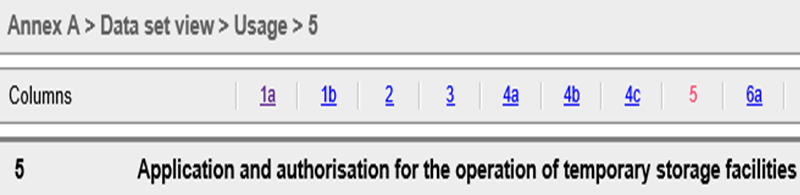 Annex A > Data set view > Usage > 5
Columns 1a 1b 2 3 4a 4b 4c 5 6a
5 Application and authorisation for the operation of temporary storage facilities